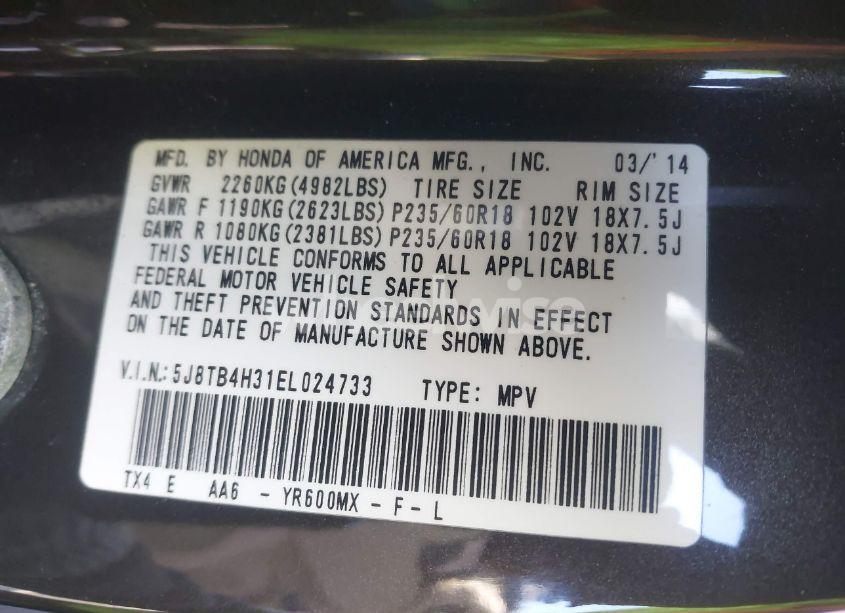 MFD. BY HONDA OF AMERICA MFG., INC. 03/'14
GVWR 2260KG(4982LBS) TIRE SIZE RIM SIZE
GAWR F 1190KG(2623LBS) P235/60R18 102V 18X7.5J
GAWR R 1080KG(2381LBS) P235/60R18 102V 18X7.5J
THIS VEHICLE CONFORMS TO ALL APPLICABLE
FEDERAL MOTOR VEHICLE SAFETY
AND THEFT PREVENTION STANDARDS IN EFFECT
ON THE DATE OF MANUFACTURE SHOWN ABOVE.
V.I.N.: 5J8TB4H31EL024733 TYPE: MPV
TX4 E AA6 - YR600MX - F - L